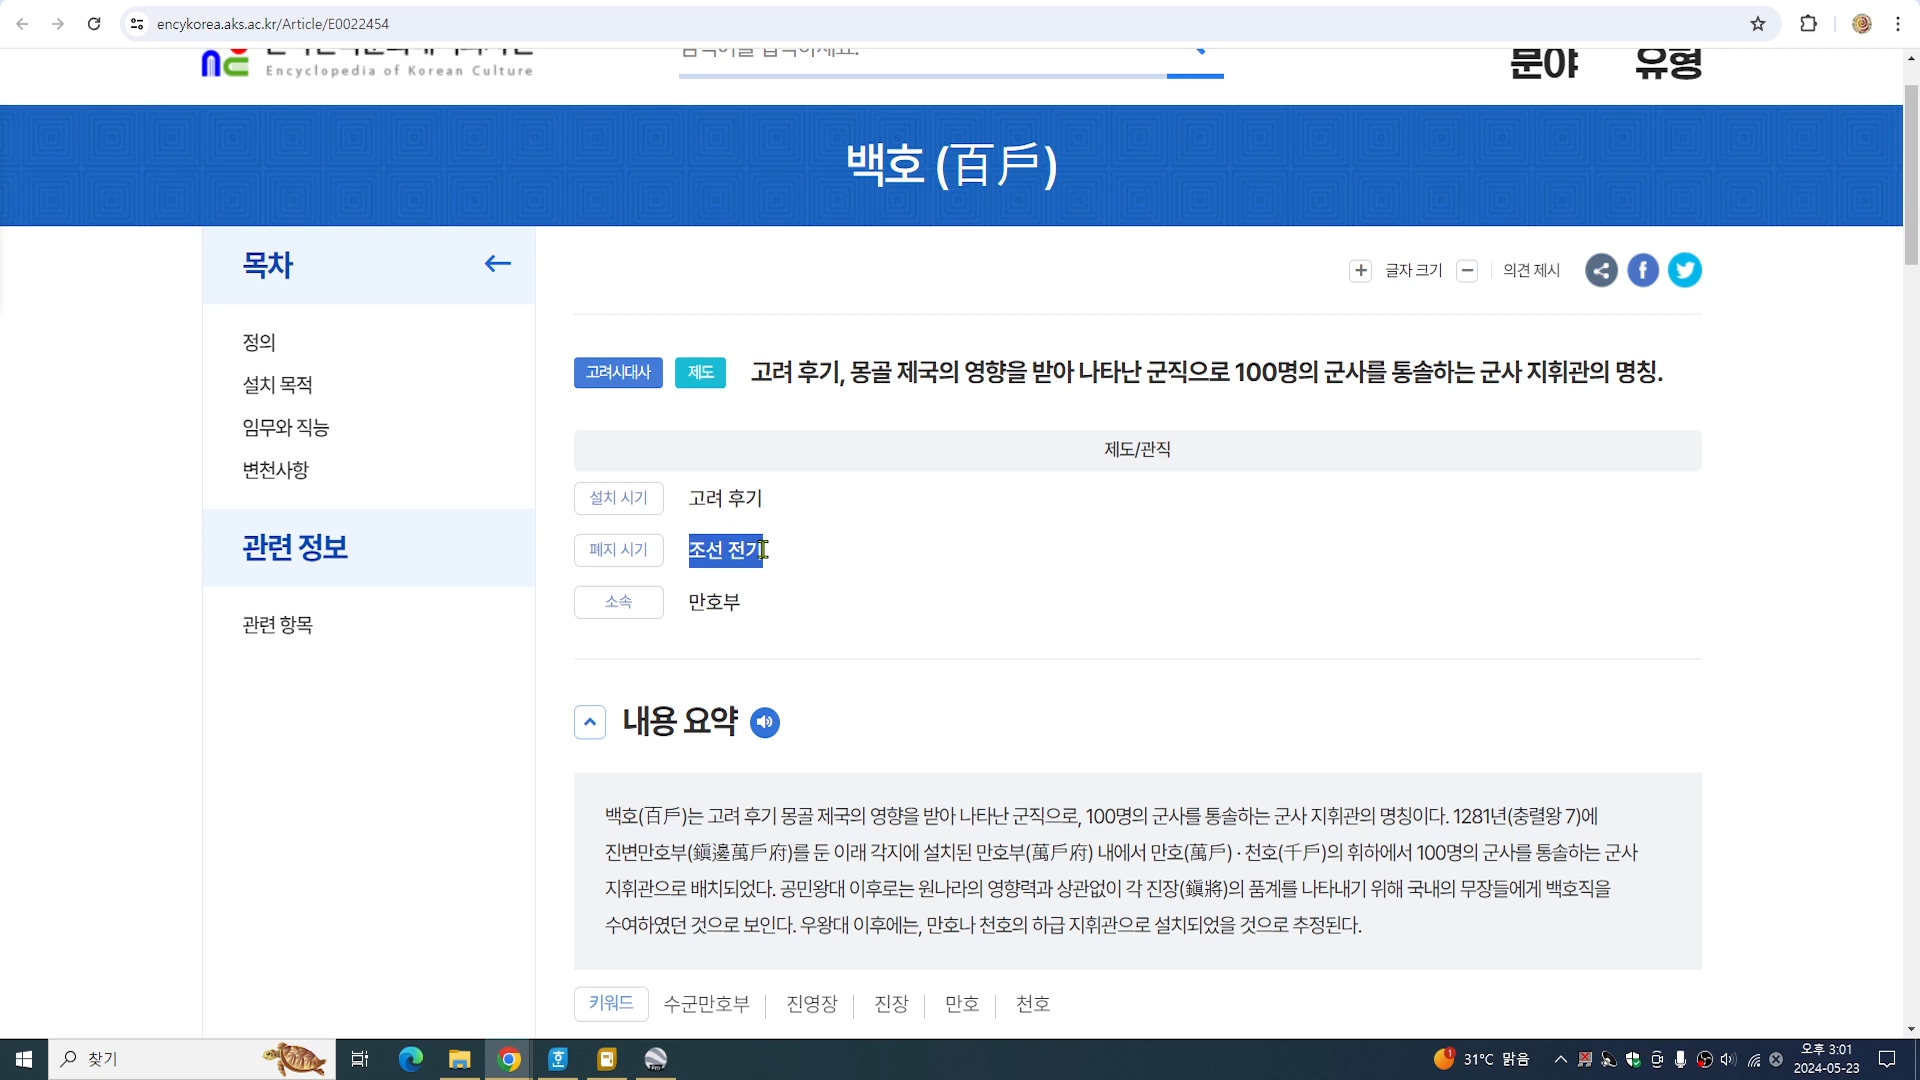 encykorea.aks.ac.kr/Article/E0022454
Encyclopedia of Korean Culture
분야
유형
백호 (百戶)
목차
정의
설치 목적
임무와 직능
변천사항
관련 정보
관련 항목
글자 크기
의견 제시
고려시대사 제도 고려 후기, 몽골 제국의 영향을 받아 나타난 군직으로 100명의 군사를 통솔하는 군사 지휘관의 명칭.
제도/관직
설치 시기 고려 후기
폐지 시기 조선 전기
소속 만호부
내용 요약
백호(百戶)는 고려 후기 몽골 제국의 영향을 받아 나타난 군직으로, 100명의 군사를 통솔하는 군사 지휘관의 명칭이다. 1281년(충렬왕 7)에
진변만호부(鎭邊萬戶府)를 둔 이래 각지에 설치된 만호부(萬戶府) 내에서 만호(萬戶) · 천호(千戶)의 휘하에서 100명의 군사를 통솔하는 군사
지휘관으로 배치되었다. 공민왕대 이후로는 원나라의 영향력과 상관없이 각 진장(鎭將)의 품계를 나타내기 위해 국내의 무장들에게 백호직을
수여하였던 것으로 보인다. 우왕대 이후에는, 만호나 천호의 하급 지휘관으로 설치되었을 것으로 추정된다.
키워드 수군만호부 진영장 진장 만호 천호
찾기
31°C 맑음
오후 3:01
2024-05-23